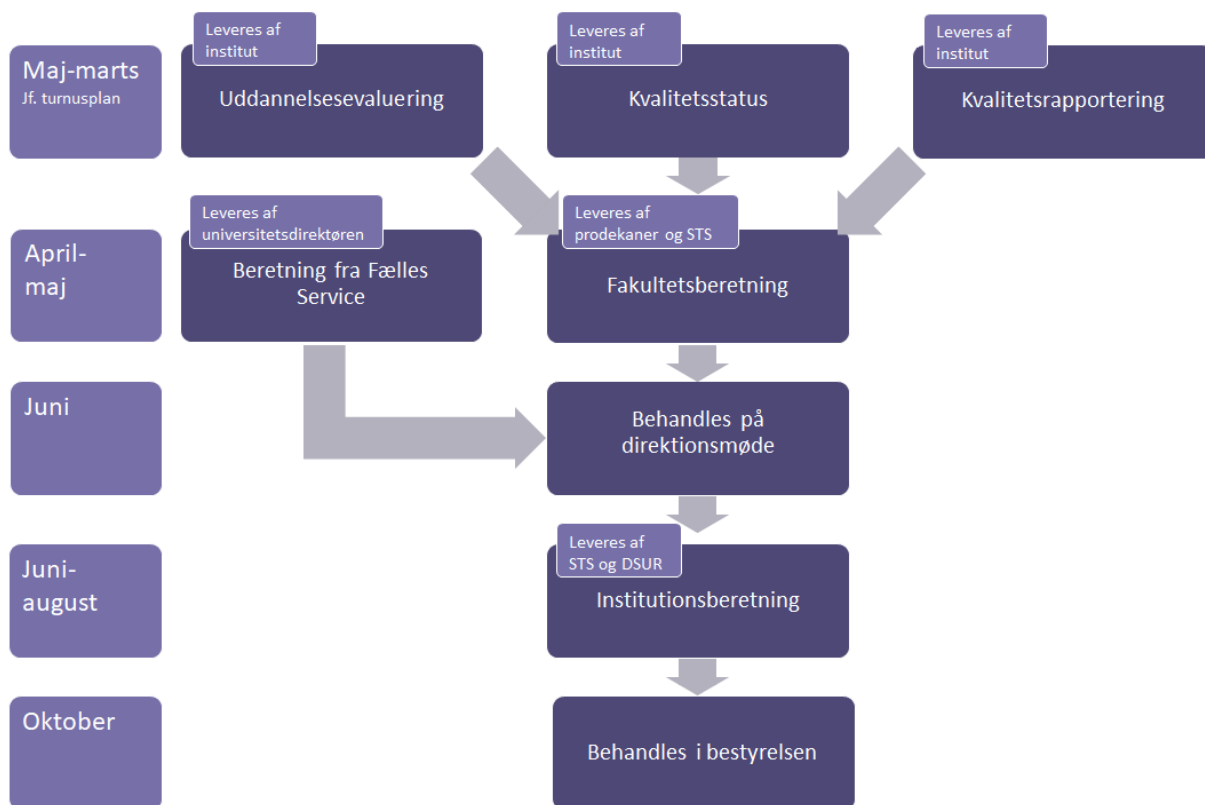 Maj-marts
Jf. turnusplan
Leveres af
institut
Uddannelsesevaluering
Leveres af
institut
Kvalitetsstatus
Leveres af
institut
Kvalitetsrapportering
April-
maj
Leveres af
universitetsdirektøren
Beretning fra Fælles
Service
Leveres af
prodekaner og STS
Fakultetsberetning
Juni
Behandles på
direktionsmøde
Juni-
august
Leveres af
STS og DSUR
Institutionsberetning
Oktober
Behandles i bestyrelsen